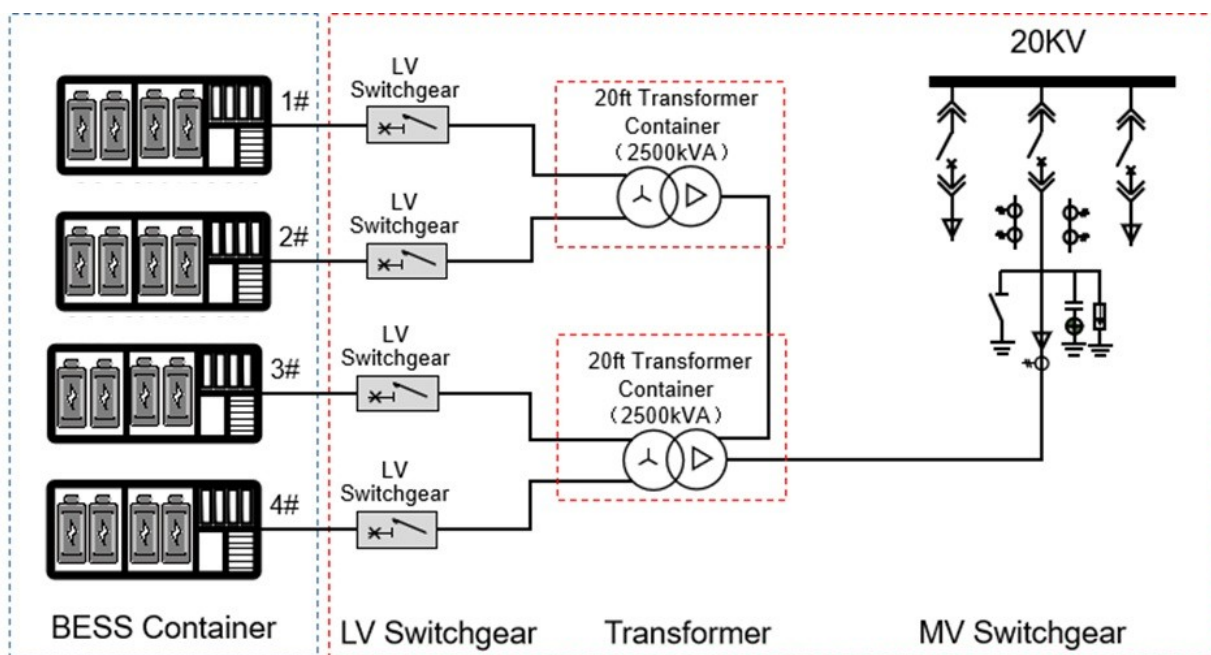 20KV
1#
LV
Switchgear
20ft Transformer
Container
（2500kVA）
2#
LV
Switchgear
3#
LV
Switchgear
20ft Transformer
Container
（2500kVA）
4#
LV
Switchgear
BESS Container
LV Switchgear
Transformer
MV Switchgear